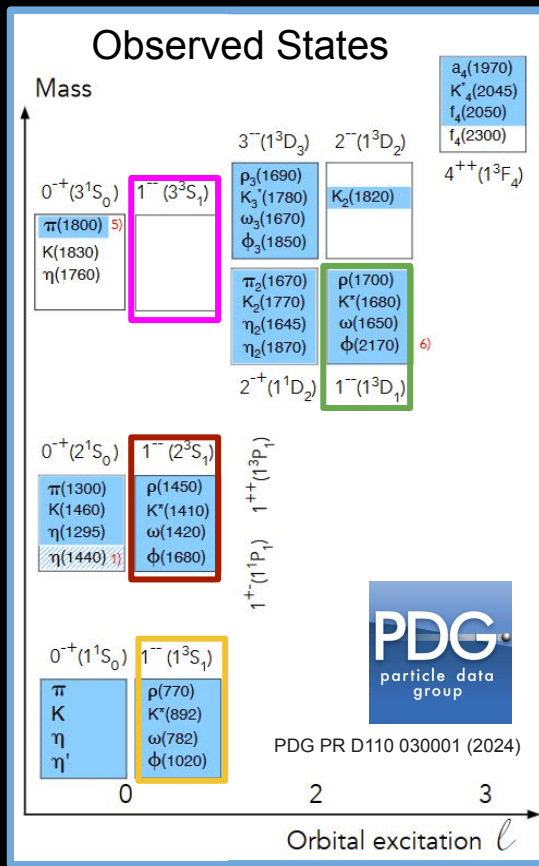 Observed States
Mass
a₄(1970)
K*₄(2045)
f₄(2050)
f₄(2300)
4⁺⁺(1³F₄)
3⁻⁻(1³D₃)
2⁻⁻(1³D₂)
ρ₃(1690)
K₃*(1780)
ω₃(1670)
ϕ₃(1850)
K₂(1820)
0⁻⁺(3¹S₀)
1⁻⁻(3³S₁)
π(1800) 5)
K(1830)
η(1760)
π₂(1670)
K₂(1770)
η₂(1645)
η₂(1870)
ρ(1700)
K*(1680)
ω(1650)
ϕ(2170)
6)
2⁻⁺(1¹D₂)
1⁻⁻(1³D₁)
0⁻⁺(2¹S₀)
1⁻⁻(2³S₁)
π(1300)
K(1460)
η(1295)
η(1440) 1)
ρ(1450)
K*(1410)
ω(1420)
ϕ(1680)
1⁺⁻(1¹P₁)
1⁺⁺(1³P₁)
0⁻⁺(1¹S₀)
1⁻⁻(1³S₁)
π
K
η
η'
ρ(770)
K*(892)
ω(782)
ϕ(1020)
PDG
particle data
group
PDG PR D110 030001 (2024)
0
2
3
Orbital excitation ℓ